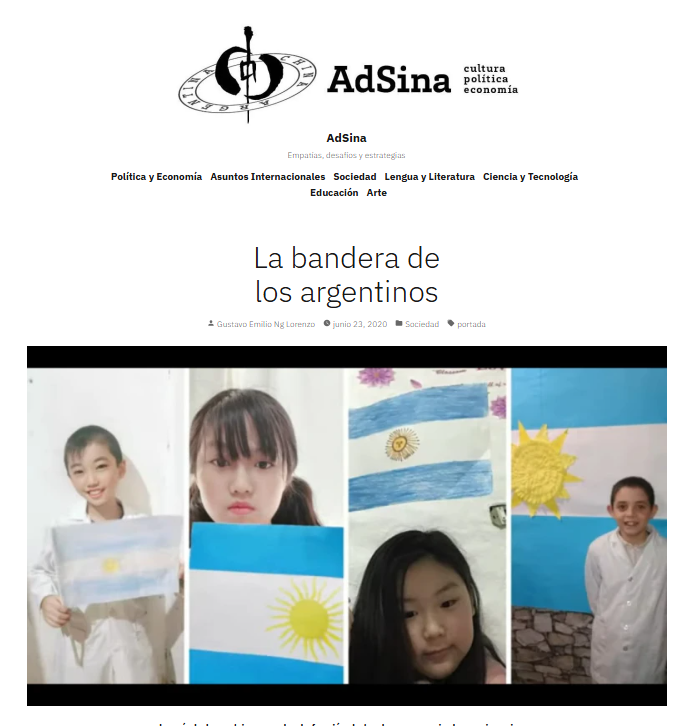 CHINA
ARGENTINA
AdSina
cultura
política
economía
AdSina
Empatías, desafíos y estrategias
Política y Economía Asuntos Internacionales Sociedad Lengua y Literatura Ciencia y Tecnología
Educación Arte
La bandera de
los argentinos
Gustavo Emilio Ng Lorenzo junio 23, 2020 Sociedad portada